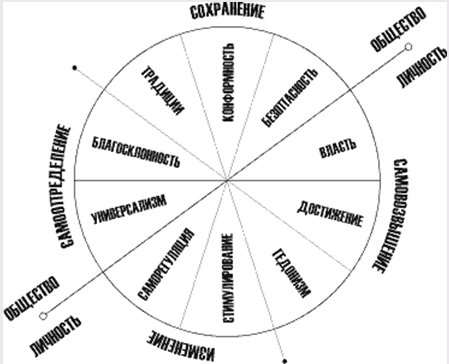 СОХРАНЕНИЕ
ОБЩЕСТВО
ЛИЧНОСТЬ
ТРАДИЦИИ
КОНФОРМНОСТЬ
БЕЗОПАСНОСТЬ
БЛАГОСКЛОННОСТЬ
ВЛАСТЬ
САМООПРЕДЕЛЕНИЕ
САМОВОЗВЫШЕНИЕ
УНИВЕРСАЛИЗМ
ДОСТИЖЕНИЕ
САМОРЕГУЛЯЦИЯ
СТИМУЛИРОВАНИЕ
ГЕДОНИЗМ
ОБЩЕСТВО
ЛИЧНОСТЬ
ИЗМЕНЕНИЕ